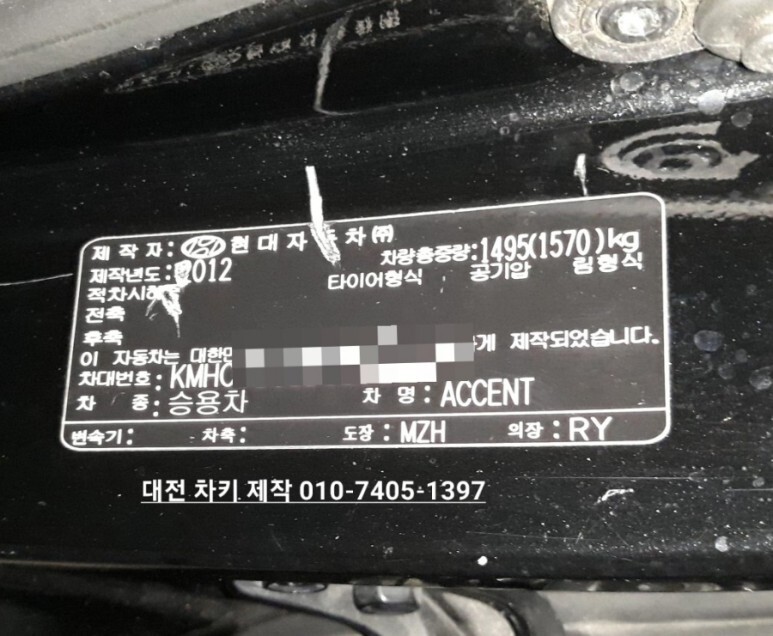 제 작 자: 현대자동차㈜
차량총중량:1495(1570)kg
제작년도:2012
타이어형식 공기압 림형식
적차시
전축
후축
이 자동차는 대한 게 제작되었습니다.
차대번호: KMHC
차 종: 승용차 차 명: ACCENT
변속기: 차축: 도장: MZH 의장: RY
대전 차키 제작 010-7405-1397